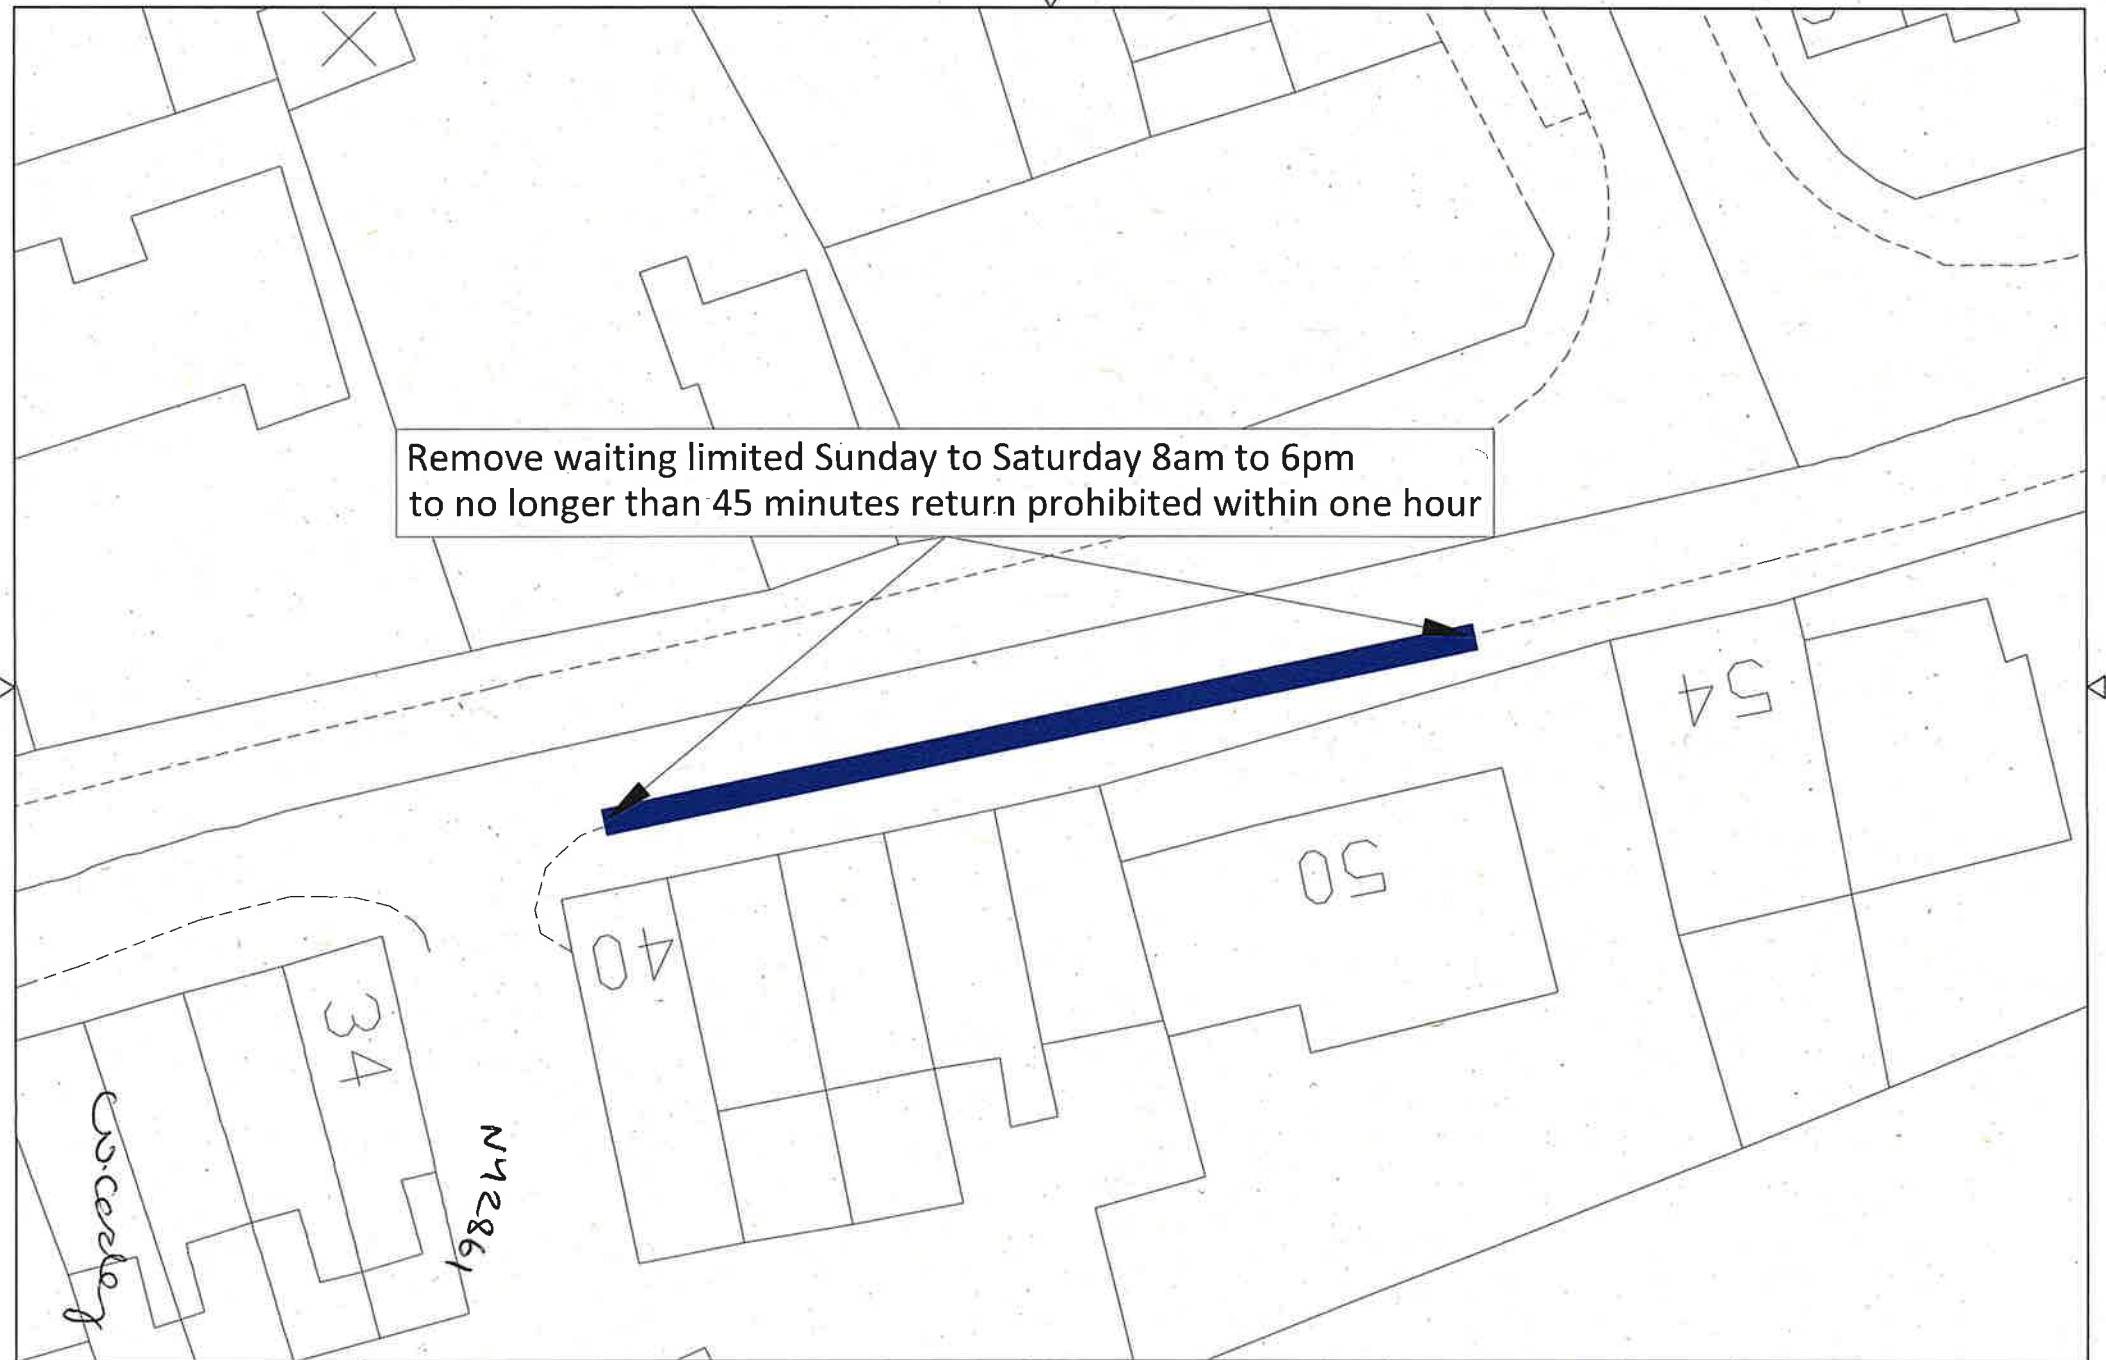 Remove waiting limited Sunday to Saturday 8am to 6pm
to no longer than 45 minutes return prohibited within one hour
54
50
40
34